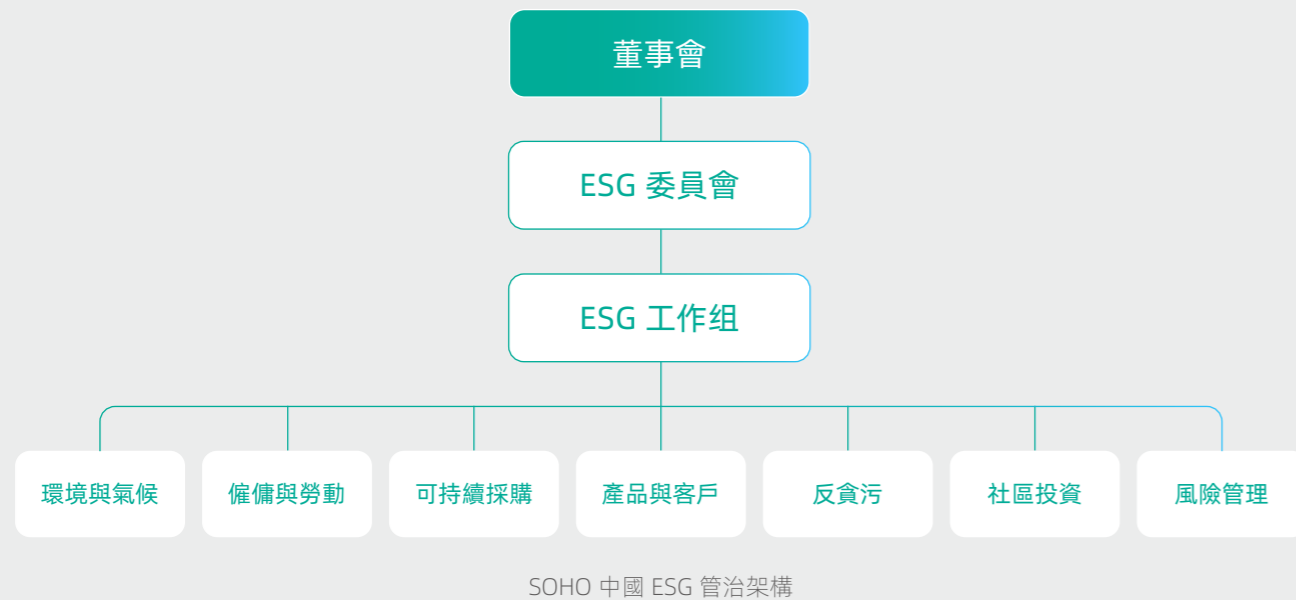 董事會
ESG 委員會
ESG 工作组
環境與氣候
僱傭與勞動
可持續採購
產品與客戶
反貪污
社區投資
風險管理
SOHO 中國 ESG 管治架構